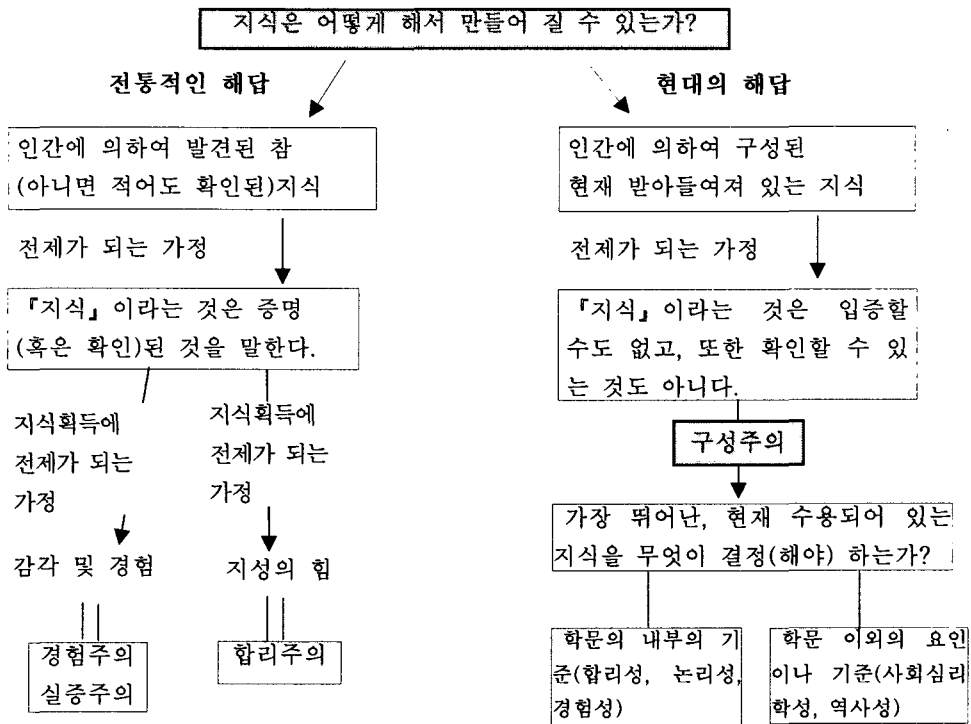 지식은 어떻게 해서 만들어 질 수 있는가?
전통적인 해답
현대의 해답
인간에 의하여 발견된 참
(아니면 적어도 확인된)지식
인간에 의하여 구성된
현재 받아들여져 있는 지식
전제가 되는 가정
전제가 되는 가정
『지식』이라는 것은 증명
(혹은 확인)된 것을 말한다.
『지식』이라는 것은 입증할
수도 없고, 또한 확인할 수 있
는 것도 아니다.
지식획득에
전제가 되는
가정
지식획득에
전제가 되는
가정
구성주의
감각 및 경험
지성의 힘
가장 뛰어난, 현재 수용되어 있는
지식을 무엇이 결정(해야) 하는가?
경험주의
실증주의
합리주의
학문의 내부의 기
준(합리성, 논리성,
경험성)
학문 이외의 요인
이나 기준(사회심리
학성, 역사성)